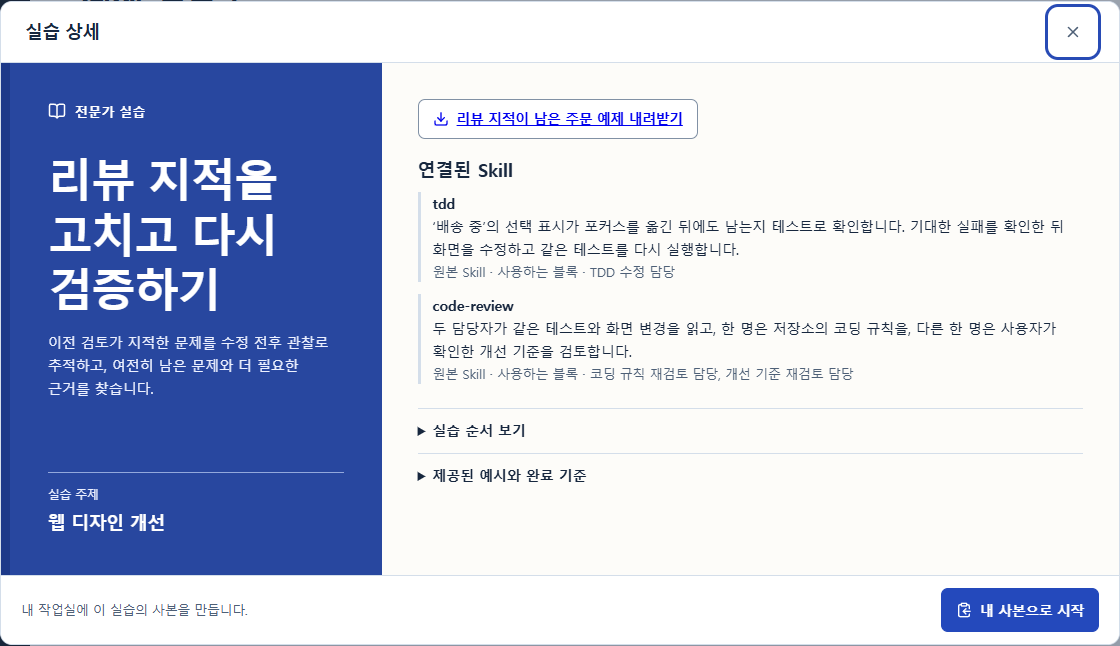 실습 상세
전문가 실습
리뷰 지적을
고치고 다시
검증하기
이전 검토가 지적한 문제를 수정 전후 관찰로
추적하고, 여전히 남은 문제와 더 필요한
근거를 찾습니다.
실습 주제
웹 디자인 개선
리뷰 지적이 남은 주문 예제 내려받기
연결된 Skill
tdd
‘배송 중’의 선택 표시가 포커스를 옮긴 뒤에도 남는지 테스트로 확인합니다. 기대한 실패를 확인한 뒤
화면을 수정하고 같은 테스트를 다시 실행합니다.
원본 Skill · 사용하는 블록 · TDD 수정 담당
code-review
두 담당자가 같은 테스트와 화면 변경을 읽고, 한 명은 저장소의 코딩 규칙을, 다른 한 명은 사용자가
확인한 개선 기준을 검토합니다.
원본 Skill · 사용하는 블록 · 코딩 규칙 재검토 담당, 개선 기준 재검토 담당
실습 순서 보기
제공된 예시와 완료 기준
내 작업실에 이 실습의 사본을 만듭니다.
내 사본으로 시작